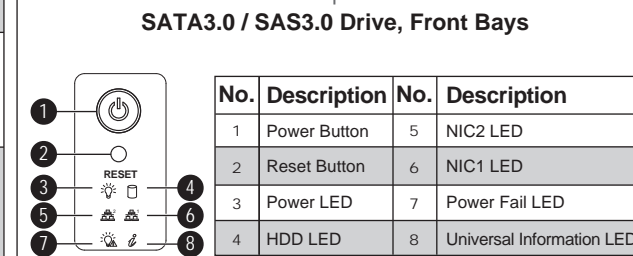 SATA3.0 / SAS3.0 Drive, Front Bays
No. Description No. Description
1 Power Button 5 NIC2 LED
2 Reset Button 6 NIC1 LED
3 Power LED 7 Power Fail LED
4 HDD LED 8 Universal Information LED
1
2
RESET
3 4
5 6
7 8